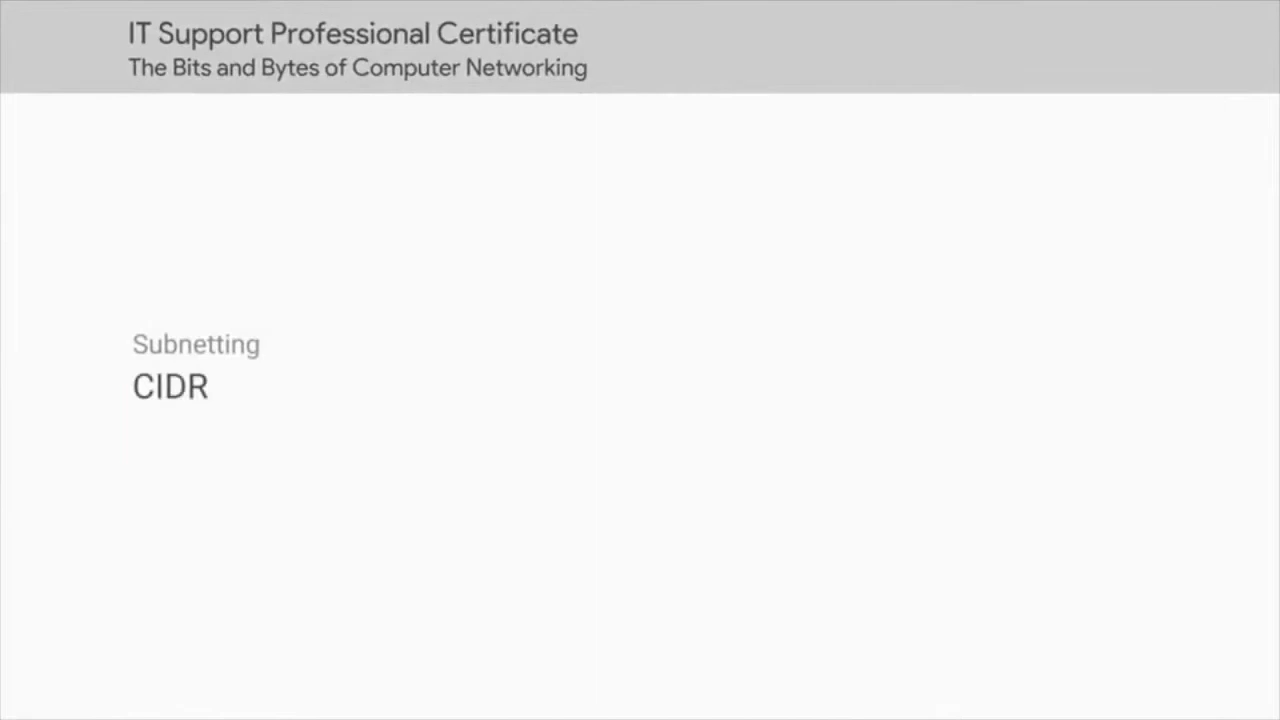 IT Support Professional Certificate
The Bits and Bytes of Computer Networking
Subnetting
CIDR